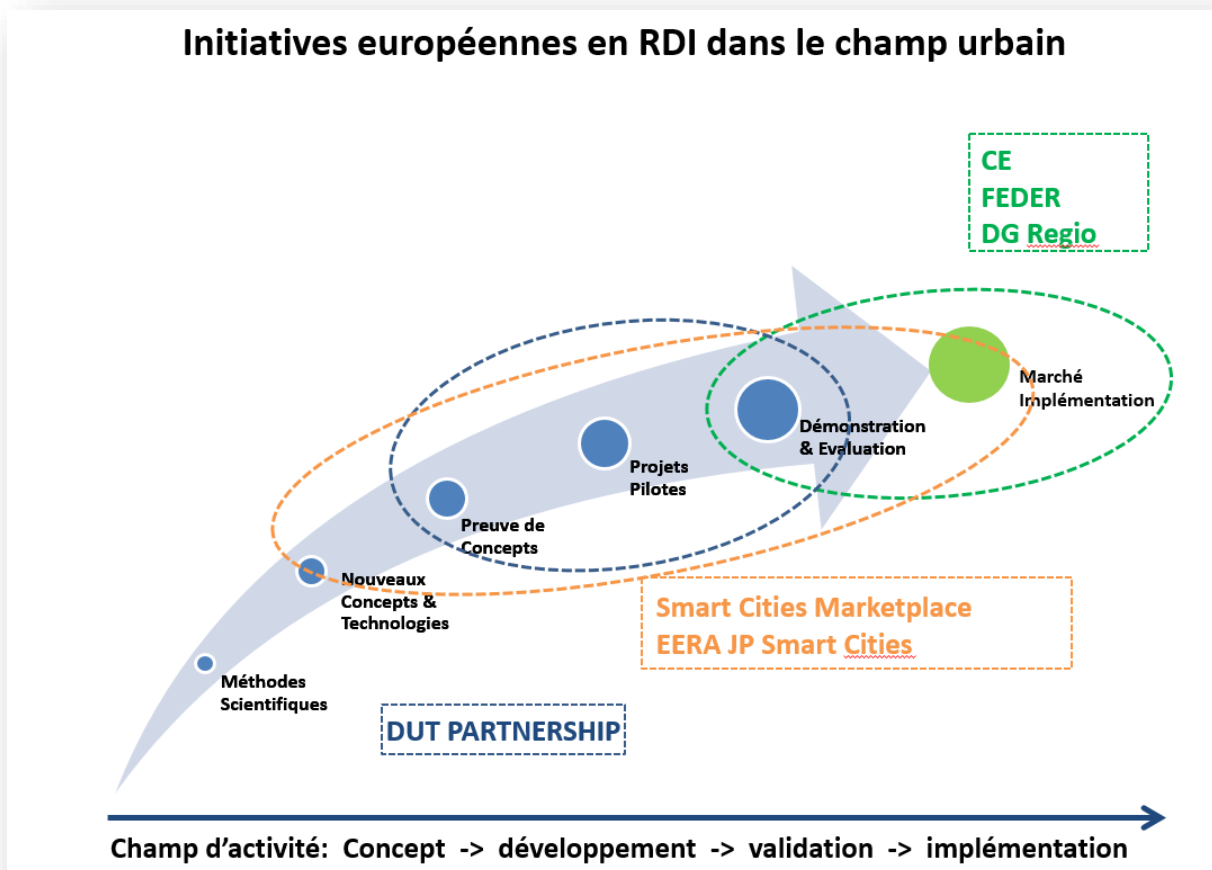 Initiatives européennes en RDI dans le champ urbain
CE
FEDER
DG Regio
Marché
Implémentation
Démonstration
& Evaluation
Projets
Pilotes
Preuve de
Concepts
Nouveaux
Concepts &
Technologies
Méthodes
Scientifiques
Smart Cities Marketplace
EERA JP Smart Cities
DUT PARTNERSHIP
Champ d’activité: Concept -> développement -> validation -> implémentation